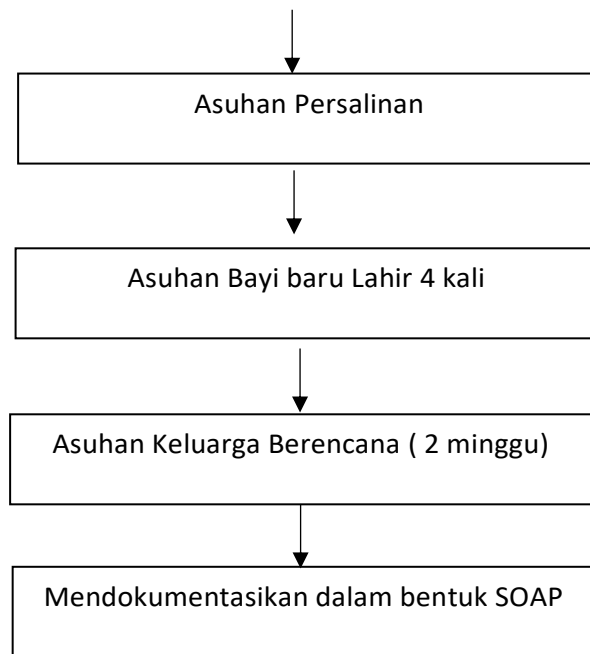 Asuhan Persalinan
Asuhan Bayi baru Lahir 4 kali
Asuhan Keluarga Berencana ( 2 minggu)
Mendokumentasikan dalam bentuk SOAP